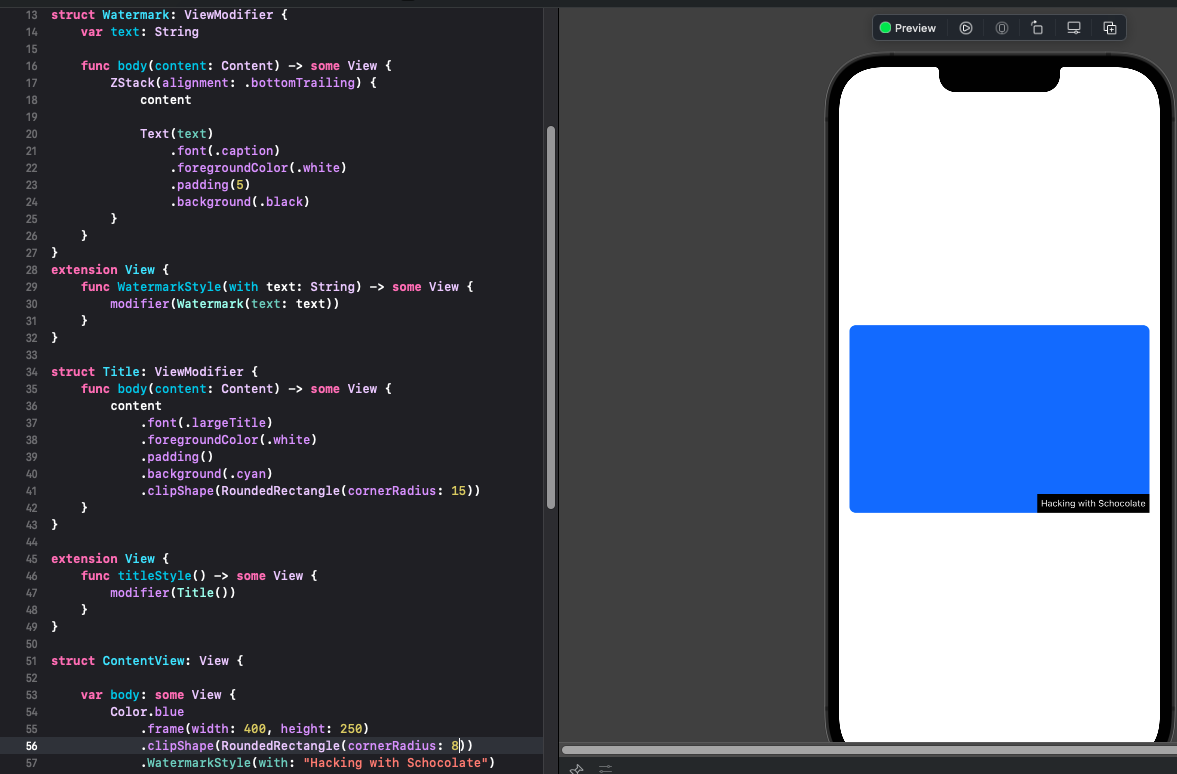 13 struct Watermark: ViewModifier {
14     var text: String
15
16     func body(content: Content) -> some View {
17         ZStack(alignment: .bottomTrailing) {
18             content
19
20             Text(text)
21                 .font(.caption)
22                 .foregroundColor(.white)
23                 .padding(5)
24                 .background(.black)
25         }
26     }
27 }
28 extension View {
29     func WatermarkStyle(with text: String) -> some View {
30         modifier(Watermark(text: text))
31     }
32 }
33
34 struct Title: ViewModifier {
35     func body(content: Content) -> some View {
36         content
37             .font(.largeTitle)
38             .foregroundColor(.white)
39             .padding()
40             .background(.cyan)
41             .clipShape(RoundedRectangle(cornerRadius: 15))
42     }
43 }
44
45 extension View {
46     func titleStyle() -> some View {
47         modifier(Title())
48     }
49 }
50
51 struct ContentView: View {
52
53     var body: some View {
54         Color.blue
55             .frame(width: 400, height: 250)
56             .clipShape(RoundedRectangle(cornerRadius: 8))
57             .WatermarkStyle(with: "Hacking with Schocolate")
Preview
Hacking with Schocolate